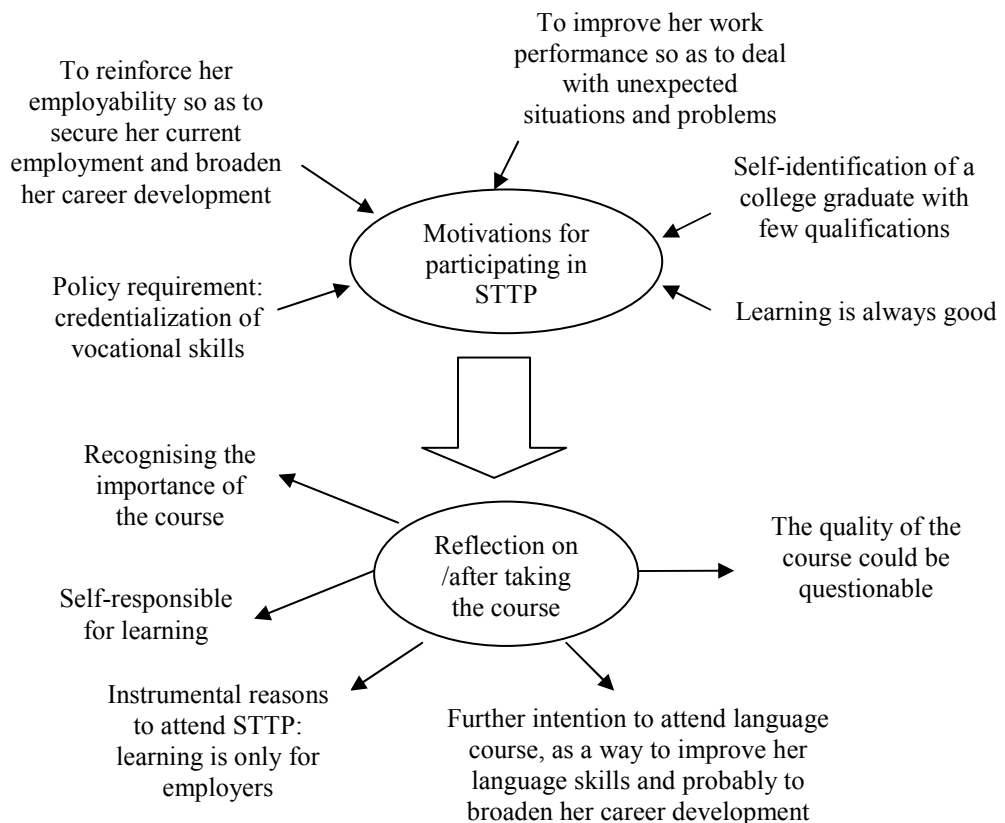 To improve her work
performance so as to deal
with unexpected
situations and problems
To reinforce her
employability so as to
secure her current
employment and broaden
her career development
Self-identification of a
college graduate with
few qualifications
Motivations for
participating in
STTP
Policy requirement:
credentialization of
vocational skills
Learning is always good
Recognising the
importance of
the course
Reflection on
/after taking
the course
The quality of the
course could be
questionable
Self-responsible
for learning
Instrumental reasons
to attend STTP:
learning is only for
employers
Further intention to attend language
course, as a way to improve her
language skills and probably to
broaden her career development